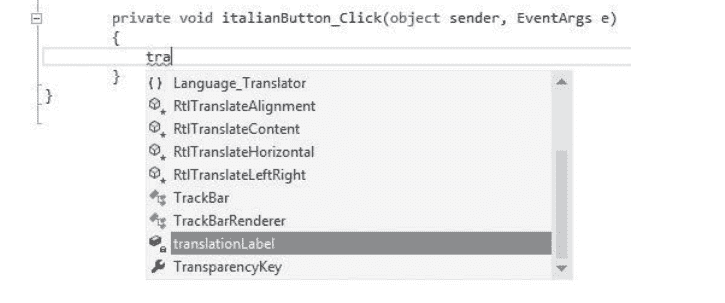 private void italianButton_Click(object sender, EventArgs e)
{
tra
}
}
{} Language_Translator
RtlTranslateAlignment
RtlTranslateContent
RtlTranslateHorizontal
RtlTranslateLeftRight
TrackBar
TrackBarRenderer
translationLabel
TransparencyKey